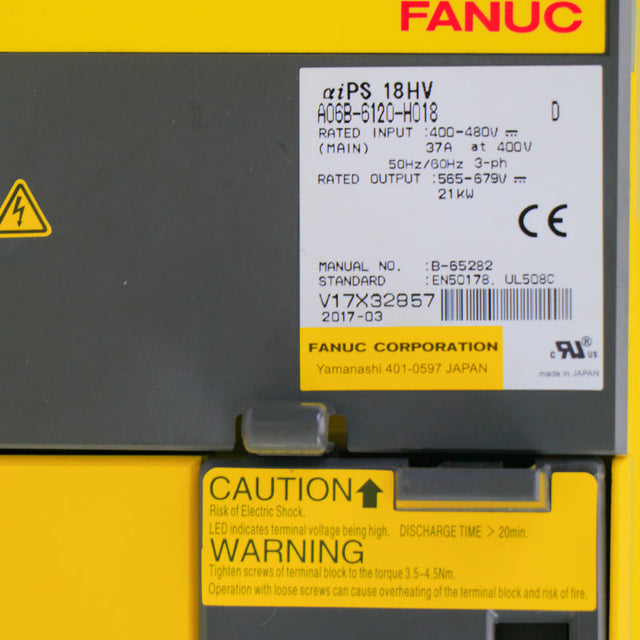 FANUC
αiPS 18HV
A06B-6120-H018 D
RATED INPUT :400-480V ⎓
(MAIN) 37A at 400V
50Hz/60Hz 3-ph
RATED OUTPUT :565-679V ⎓
21kW
CE
MANUAL NO. :B-65282
STANDARD :EN50178, UL508C
V17X32857
2017-03
FANUC CORPORATION
Yamanashi 401-0597 JAPAN
c RU ® US
made in JAPAN
CAUTION
Risk of Electric Shock.
LED indicates terminal voltage being high. DISCHARGE TIME > 20min.
WARNING
Tighten screws of terminal block to the torque 3.5-4.5Nm.
Operation with loose screws can cause overheating of the terminal block and risk of fire.